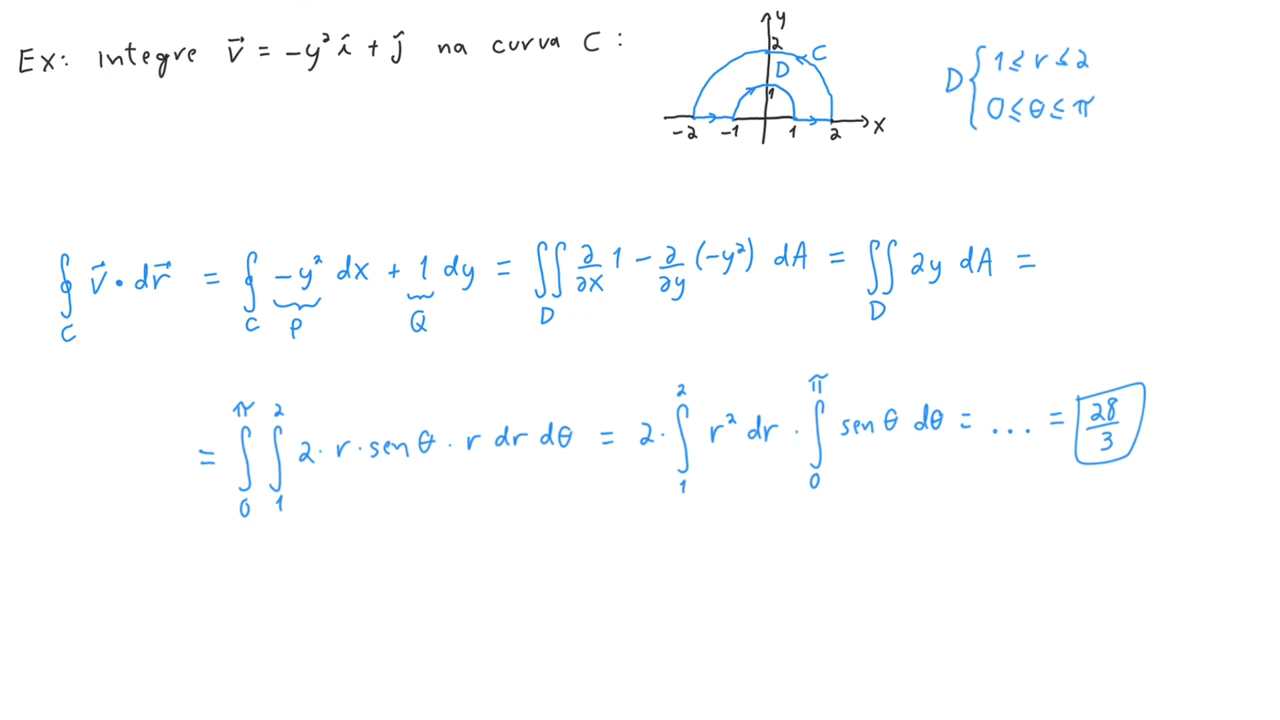 Ex: integre v⃗ = -y² î + ĵ na curva C:
y
2
C
D
1
-2 -1 1 2 x
D { 1 ≤ r ≤ 2
0 ≤ θ ≤ π
∮_C v⃗ · dr⃗ = ∮_C -y² dx + 1 dy = ∬_D ∂/∂x 1 - ∂/∂y (-y²) dA = ∬_D 2y dA =
P Q
= ∫_0^π ∫_1^2 2 · r · sen θ · r dr dθ = 2 · ∫_1^2 r² dr · ∫_0^π sen θ dθ = ... = 28/3